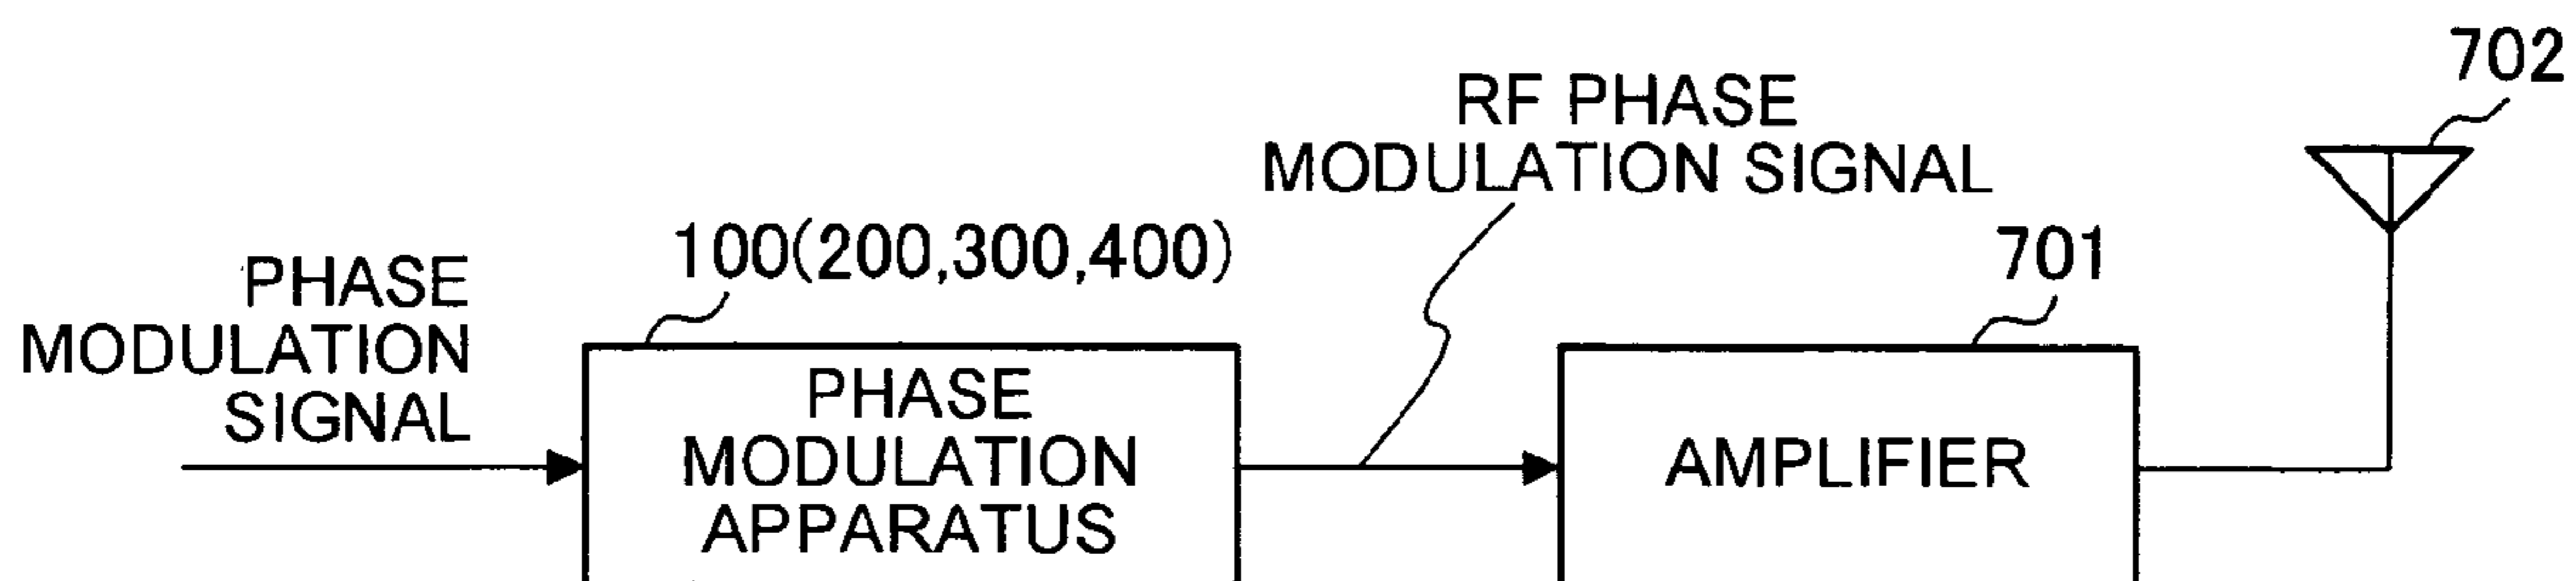 702
RF PHASE
MODULATION SIGNAL
100(200,300,400)
701
PHASE
MODULATION
SIGNAL
PHASE
MODULATION
APPARATUS
AMPLIFIER